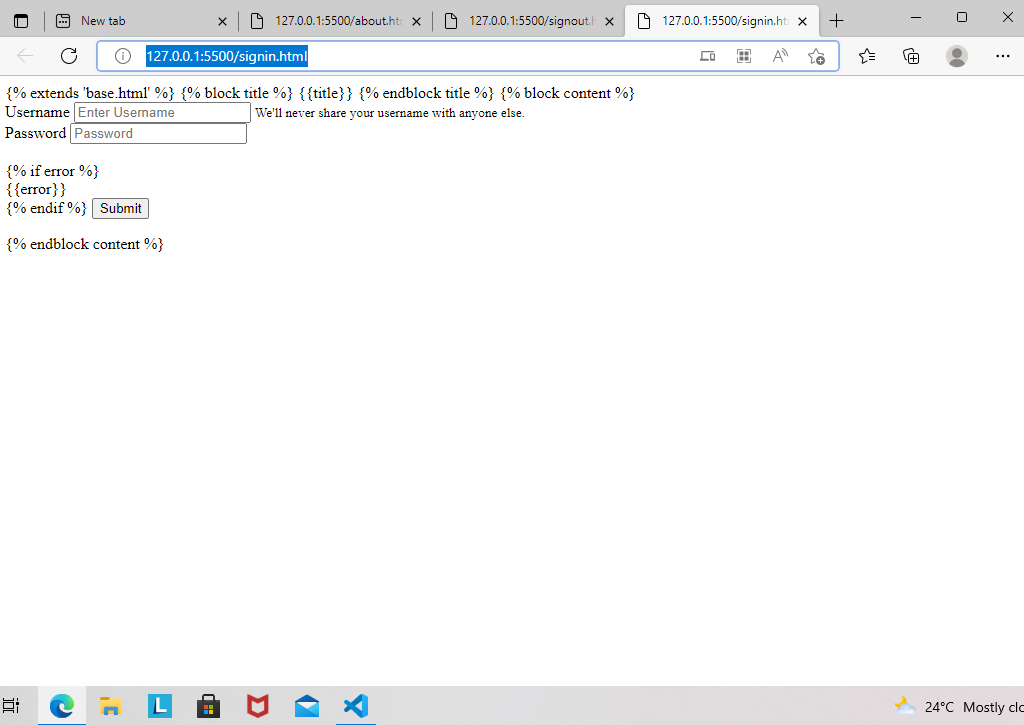 New tab
127.0.0.1:5500/about.ht
127.0.0.1:5500/signout.h
127.0.0.1:5500/signin.ht
127.0.0.1:5500/signin.html
{% extends 'base.html' %} {% block title %} {{title}} {% endblock title %} {% block content %}
Username Enter Username We'll never share your username with anyone else.
Password Password
{% if error %}
{{error}}
{% endif %} Submit
{% endblock content %}
24°C Mostly clo